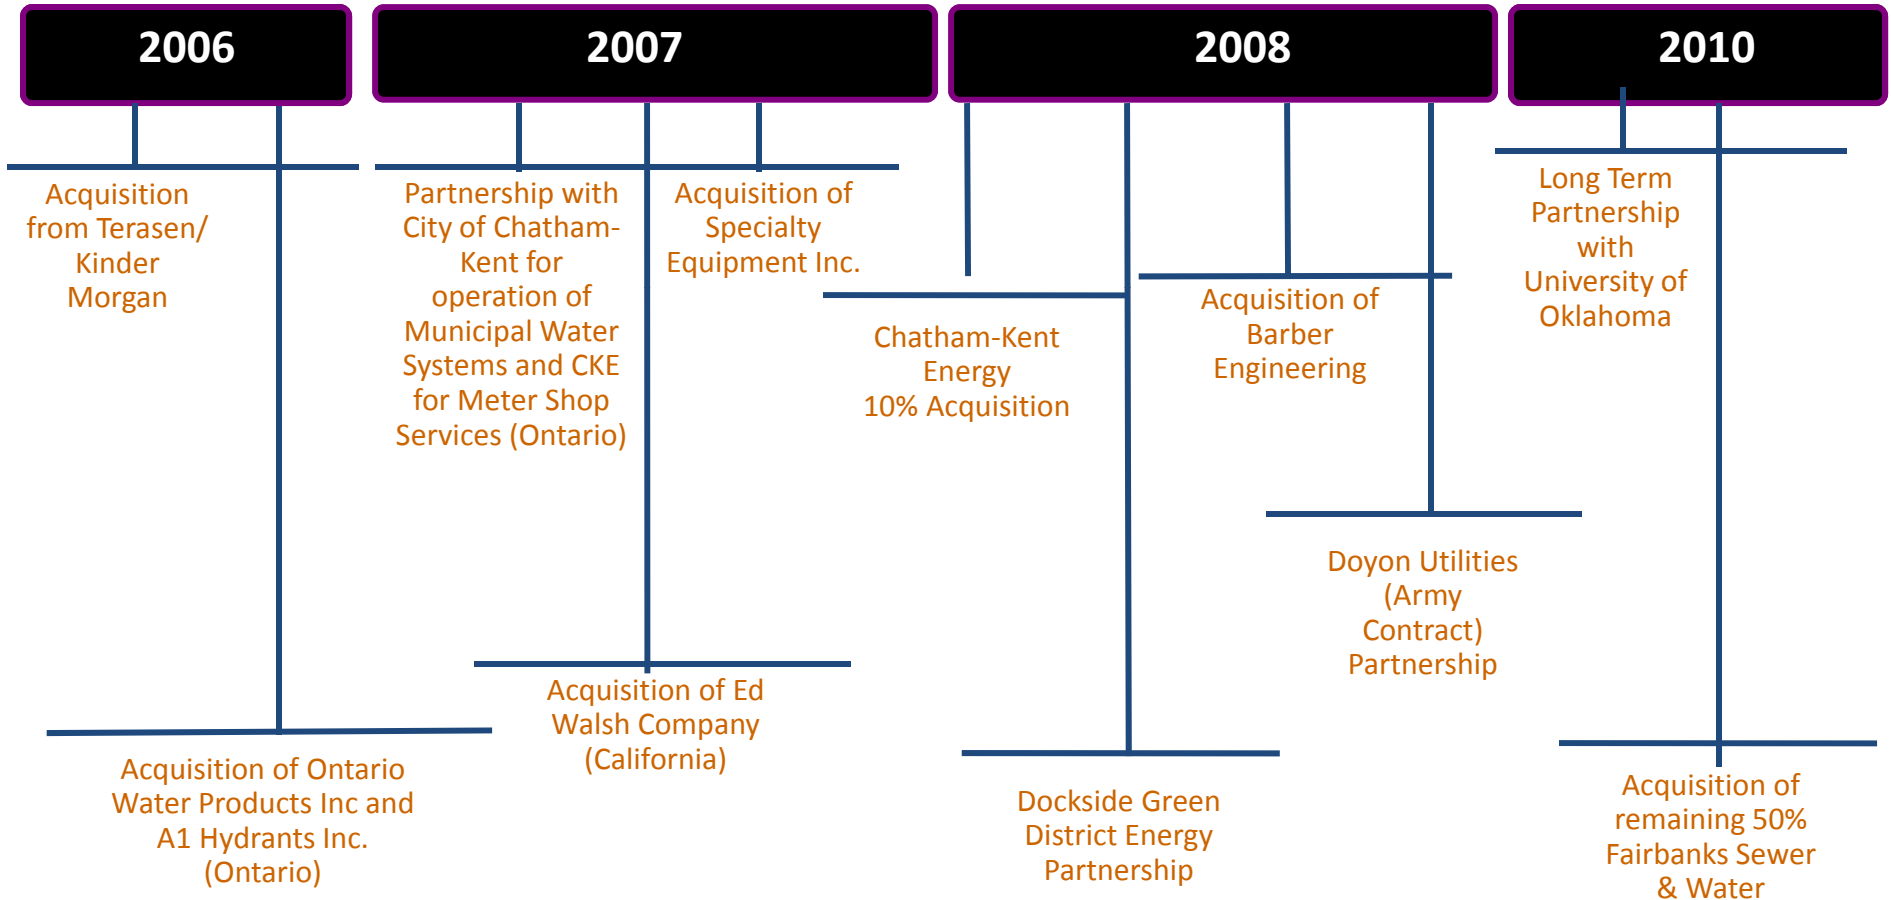 2006
2007
2008
2010
Acquisition
from Terasen/
Kinder
Morgan
Acquisition of Ontario
Water Products Inc and
A1 Hydrants Inc.
(Ontario)
Partnership with
City of Chatham-
Kent for
operation of
Municipal Water
Systems and CKE
for Meter Shop
Services (Ontario)
Acquisition of Ed
Walsh Company
(California)
Acquisition of
Specialty
Equipment Inc.
Chatham-Kent
Energy
10% Acquisition
Dockside Green
District Energy
Partnership
Acquisition of
Barber
Engineering
Doyon Utilities
(Army
Contract)
Partnership
Long Term
Partnership
with
University of
Oklahoma
Acquisition of
remaining 50%
Fairbanks Sewer
& Water